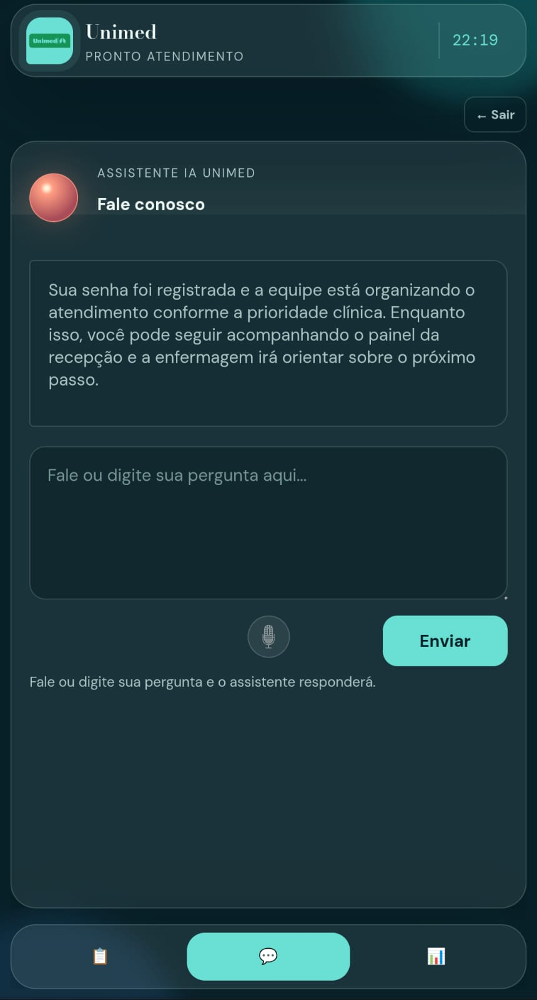 Unimed
Unimed
PRONTO ATENDIMENTO
22:19
← Sair
ASSISTENTE IA UNIMED
Fale conosco
Sua senha foi registrada e a equipe está organizando o
atendimento conforme a prioridade clínica. Enquanto
isso, você pode seguir acompanhando o painel da
recepção e a enfermagem irá orientar sobre o próximo
passo.
Fale ou digite sua pergunta aqui...
Enviar
Fale ou digite sua pergunta e o assistente responderá.